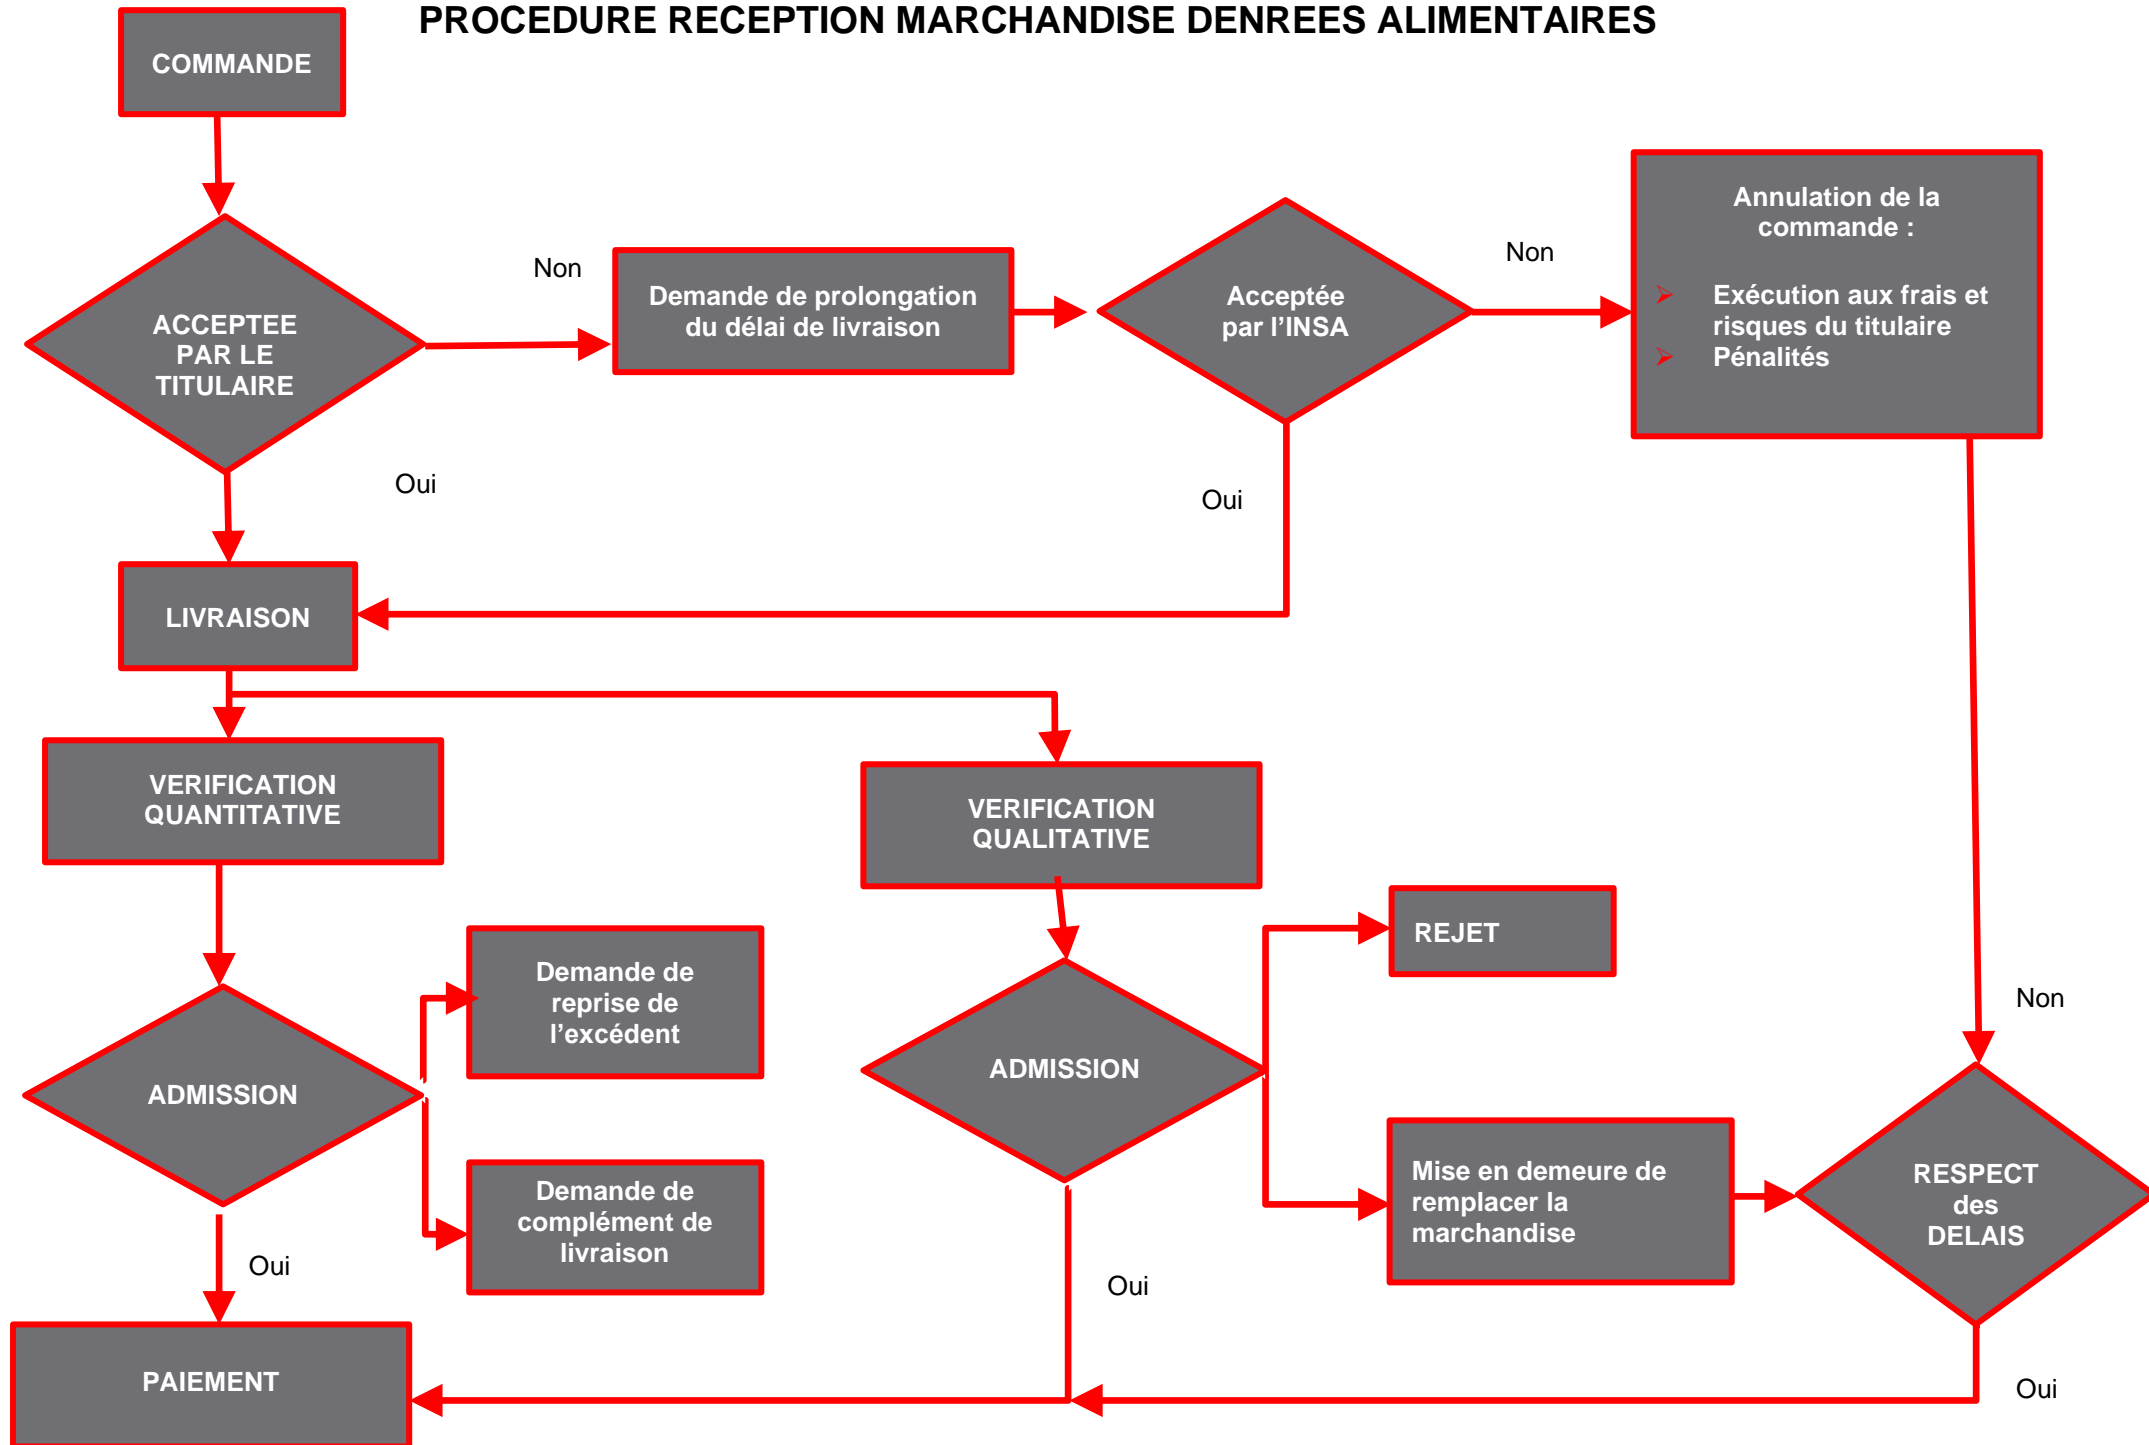 PROCEDURE RECEPTION MARCHANDISE DENREES ALIMENTAIRES
COMMANDE
ACCEPTEE
PAR LE
TITULAIRE
Non
Demande de prolongation
du délai de livraison
Acceptée
par l’INSA
Non
Annulation de la
commande :
Exécution aux frais et
risques du titulaire
Pénalités
Oui
Oui
LIVRAISON
VERIFICATION
QUANTITATIVE
VERIFICATION
QUALITATIVE
Demande de
reprise de
l’excédent
REJET
Non
ADMISSION
ADMISSION
Demande de
complément de
livraison
Mise en demeure de
remplacer la
marchandise
RESPECT
des
DELAIS
Oui
Oui
PAIEMENT
Oui